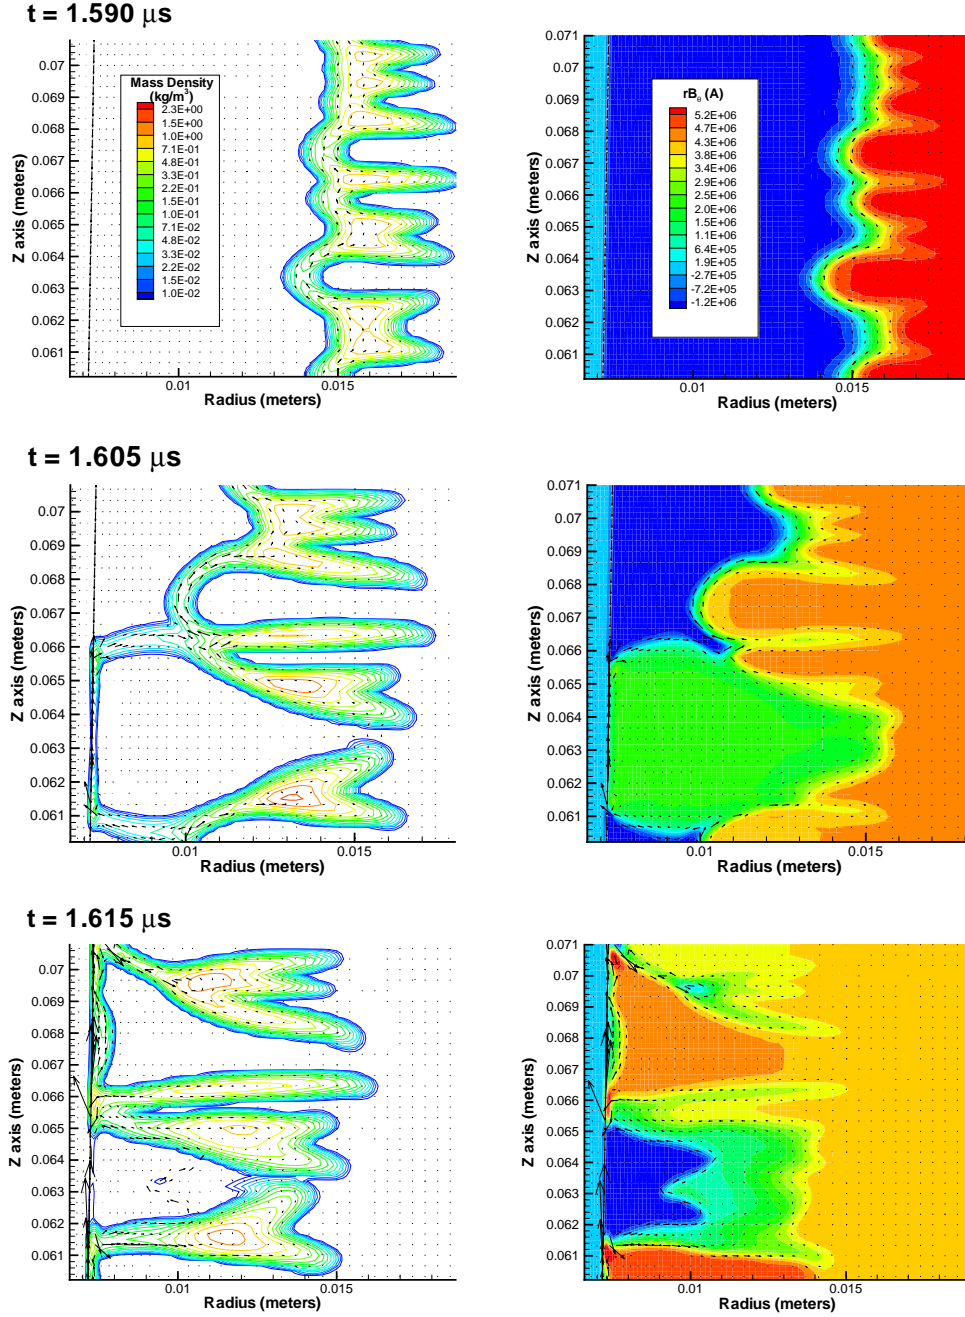 t = 1.590 μs
0.07
0.069
0.068
0.067
0.066
0.065
0.064
0.063
0.062
0.061
Z axis (meters)
Mass Density
(kg/m³)
2.3E+00
1.5E+00
1.0E+00
7.1E-01
4.8E-01
3.3E-01
2.2E-01
1.5E-01
1.0E-01
7.1E-02
4.8E-02
3.3E-02
2.2E-02
1.5E-02
1.0E-02
0.01 0.015
Radius (meters)
0.071
0.07
0.069
0.068
0.067
0.066
0.065
0.064
0.063
0.062
0.061
Z axis (meters)
rBθ (A)
5.2E+06
4.7E+06
4.3E+06
3.8E+06
3.4E+06
2.9E+06
2.5E+06
2.0E+06
1.5E+06
1.1E+06
6.4E+05
1.9E+05
-2.7E+05
-7.2E+05
-1.2E+06
0.01 0.015
Radius (meters)
t = 1.605 μs
0.07
0.069
0.068
0.067
0.066
0.065
0.064
0.063
0.062
0.061
Z axis (meters)
0.01 0.015
Radius (meters)
0.071
0.07
0.069
0.068
0.067
0.066
0.065
0.064
0.063
0.062
0.061
Z axis (meters)
0.01 0.015
Radius (meters)
t = 1.615 μs
0.07
0.069
0.068
0.067
0.066
0.065
0.064
0.063
0.062
0.061
Z axis (meters)
0.01 0.015
Radius (meters)
0.071
0.07
0.069
0.068
0.067
0.066
0.065
0.064
0.063
0.062
0.061
Z axis (meters)
0.01 0.015
Radius (meters)